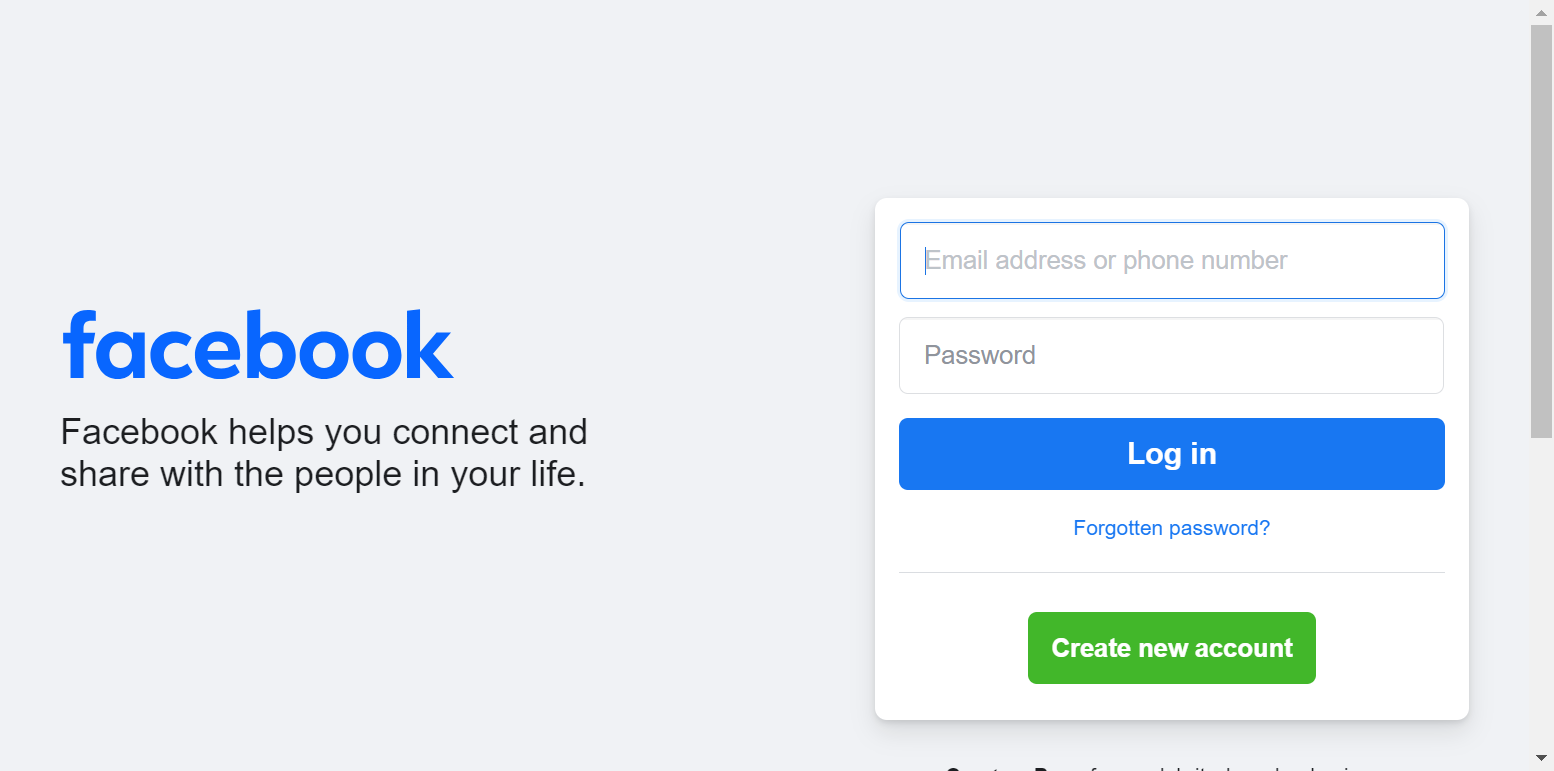 facebook
Facebook helps you connect and
share with the people in your life.
Email address or phone number
Password
Log in
Forgotten password?
Create new account